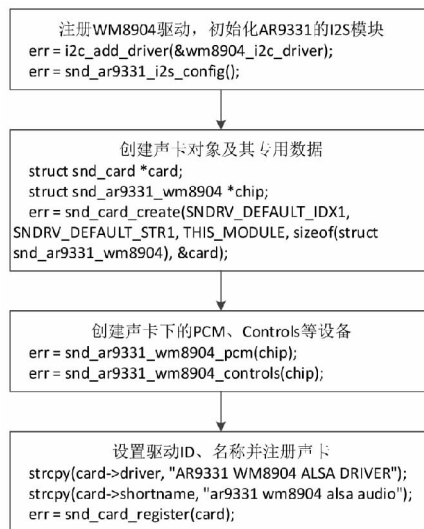 注册WM8904驱动，初始化AR9331的I2S模块
err = i2c_add_driver(&wm8904_i2c_driver);
err = snd_ar9331_i2s_config();
创建声卡对象及其专用数据
struct snd_card *card;
struct snd_ar9331_wm8904 *chip;
err = snd_card_create(SNDRV_DEFAULT_IDX1,
SNDRV_DEFAULT_STR1, THIS_MODULE, sizeof(struct
snd_ar9331_wm8904), &card);
创建声卡下的PCM、Controls等设备
err = snd_ar9331_wm8904_pcm(chip);
err = snd_ar9331_wm8904_controls(chip);
设置驱动ID、名称并注册声卡
strcpy(card->driver, "AR9331 WM8904 ALSA DRIVER");
strcpy(card->shortname, "ar9331 wm8904 alsa audio");
err = snd_card_register(card);